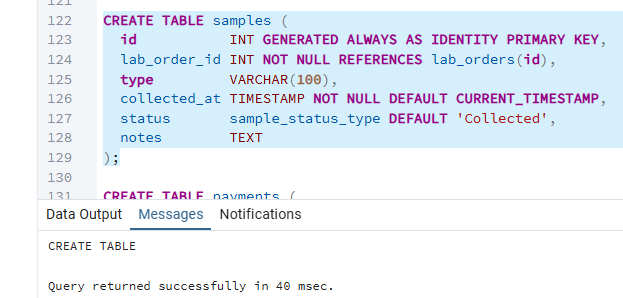 121
122 CREATE TABLE samples (
123 id INT GENERATED ALWAYS AS IDENTITY PRIMARY KEY,
124 lab_order_id INT NOT NULL REFERENCES lab_orders(id),
125 type VARCHAR(100),
126 collected_at TIMESTAMP NOT NULL DEFAULT CURRENT_TIMESTAMP,
127 status sample_status_type DEFAULT 'Collected',
128 notes TEXT
129 );
130
131 CREATE TABLE payments (
Data Output Messages Notifications
CREATE TABLE
Query returned successfully in 40 msec.